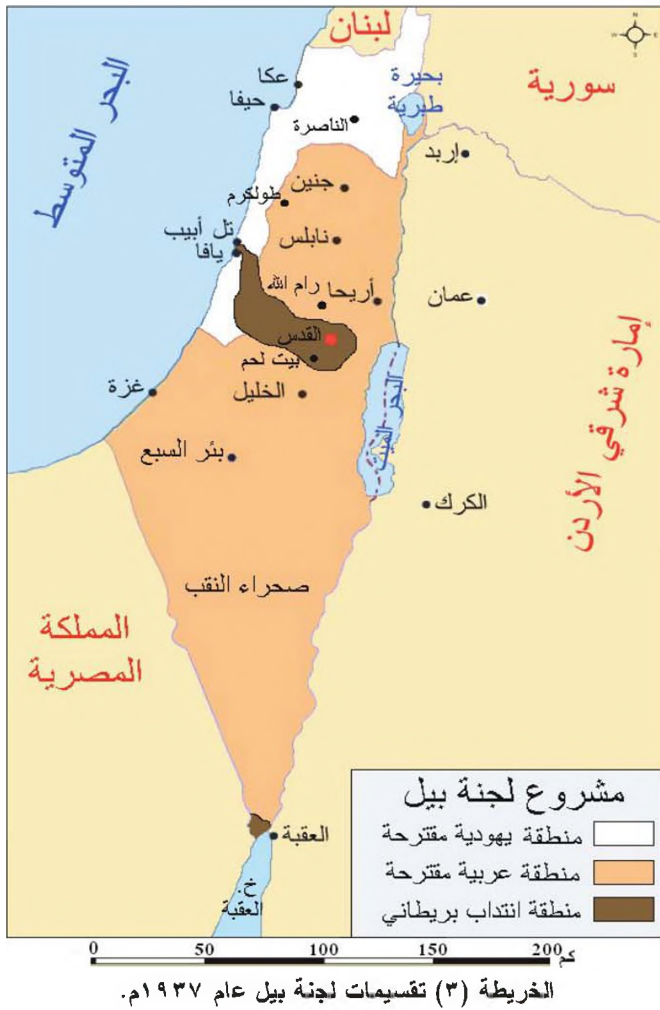 لبنان
سورية
البحر المتوسط
عكا
حيفا
بحيرة
طبرية
الناصرة
إربد
جنين
طولكرم
نابلس
تل أبيب
يافا
رام الله
أريحا
عمان
القدس
بيت لحم
الخليل
غزة
البحر الميت
إمارة شرقي الأردن
بئر السبع
الكرك
صحراء النقب
المملكة
المصرية
العقبة
خ.
العقبة
مشروع لجنة بيل
منطقة يهودية مقترحة
منطقة عربية مقترحة
منطقة انتداب بريطاني
0 50 100 150 200 كم
الخريطة (٣) تقسيمات لجنة بيل عام ١٩٣٧م.
N
W E
S